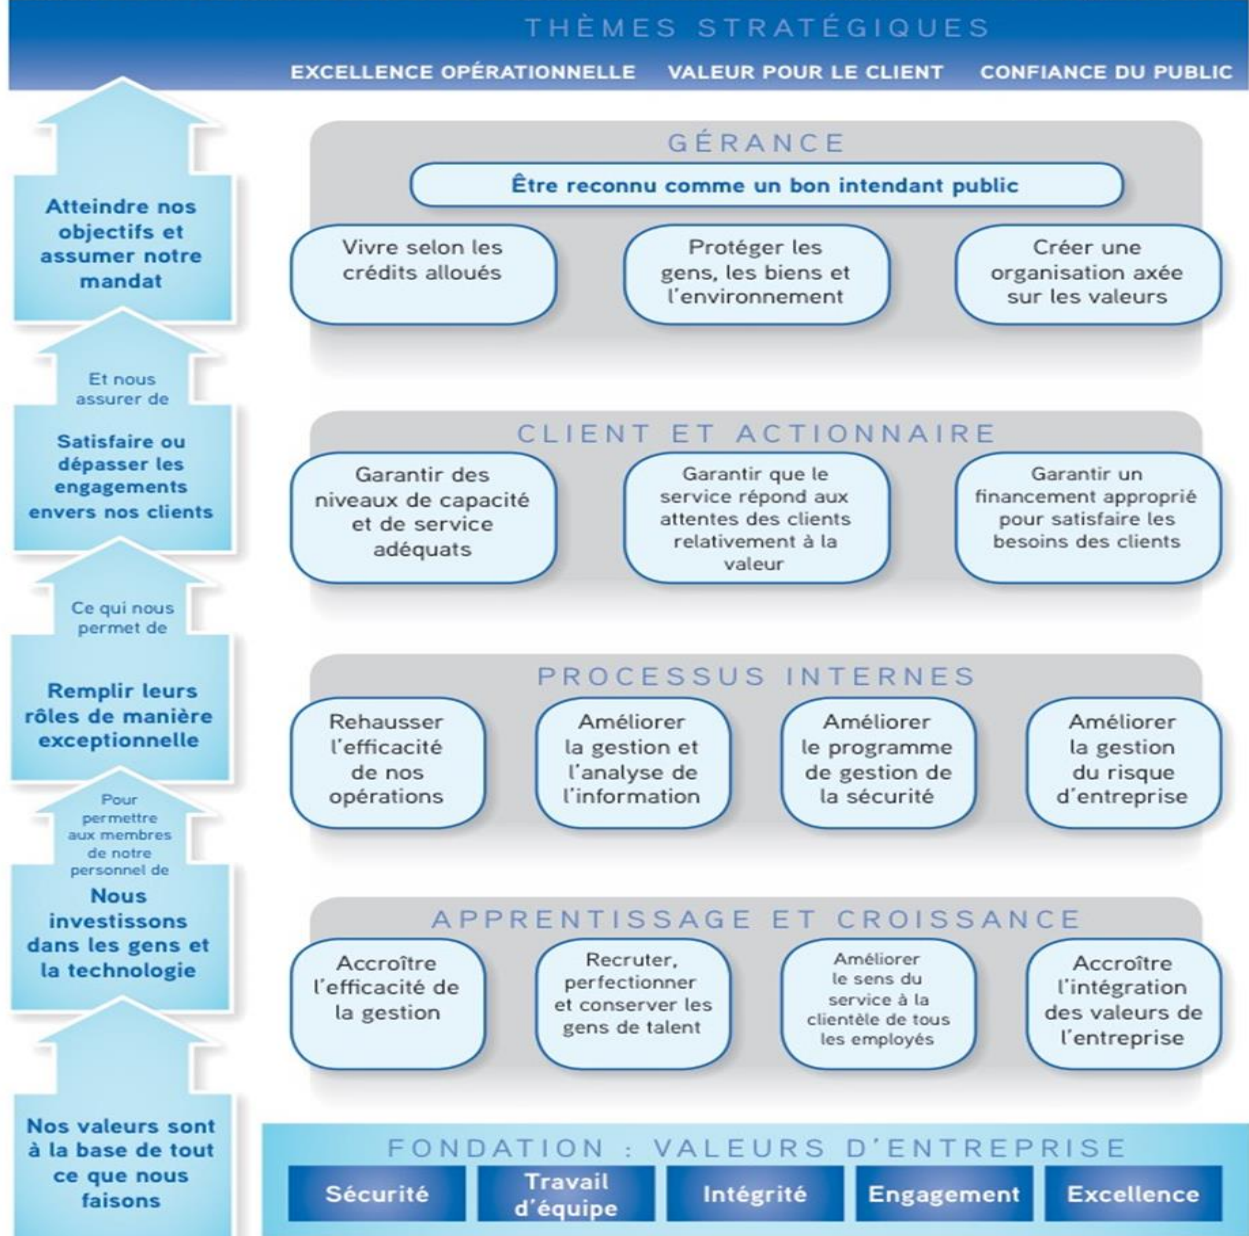 THÈMES STRATÉGIQUES
EXCELLENCE OPÉRATIONNELLE VALEUR POUR LE CLIENT CONFIANCE DU PUBLIC
Atteindre nos
objectifs et
assumer notre
mandat
GÉRANCE
Être reconnu comme un bon intendant public
Vivre selon les
crédits alloués
Protéger les
gens, les biens et
l'environnement
Créer une
organisation axée
sur les valeurs
Et nous
assurer de
Satisfaire ou
dépasser les
engagements
envers nos clients
CLIENT ET ACTIONNAIRE
Garantir des
niveaux de capacité
et de service
adéquats
Garantir que le
service répond aux
attentes des clients
relativement à la
valeur
Garantir un
financement approprié
pour satisfaire les
besoins des clients
Ce qui nous
permet de
Remplir leurs
rôles de manière
exceptionnelle
PROCESSUS INTERNES
Rehausser
l'efficacité
de nos
opérations
Améliorer
la gestion et
l'analyse de
l'information
Améliorer
le programme
de gestion de
la sécurité
Améliorer
la gestion
du risque
d'entreprise
Pour
permettre
aux membres
de notre
personnel de
Nous
investissons
dans les gens et
la technologie
APPRENTISSAGE ET CROISSANCE
Accroître
l'efficacité de
la gestion
Recruter,
perfectionner
et conserver les
gens de talent
Améliorer
le sens du
service à la
clientèle de tous
les employés
Accroître
l'intégration
des valeurs de
l'entreprise
Nos valeurs sont
à la base de tout
ce que nous
faisons
FONDATION : VALEURS D'ENTREPRISE
Sécurité
Travail
d'équipe
Intégrité
Engagement
Excellence